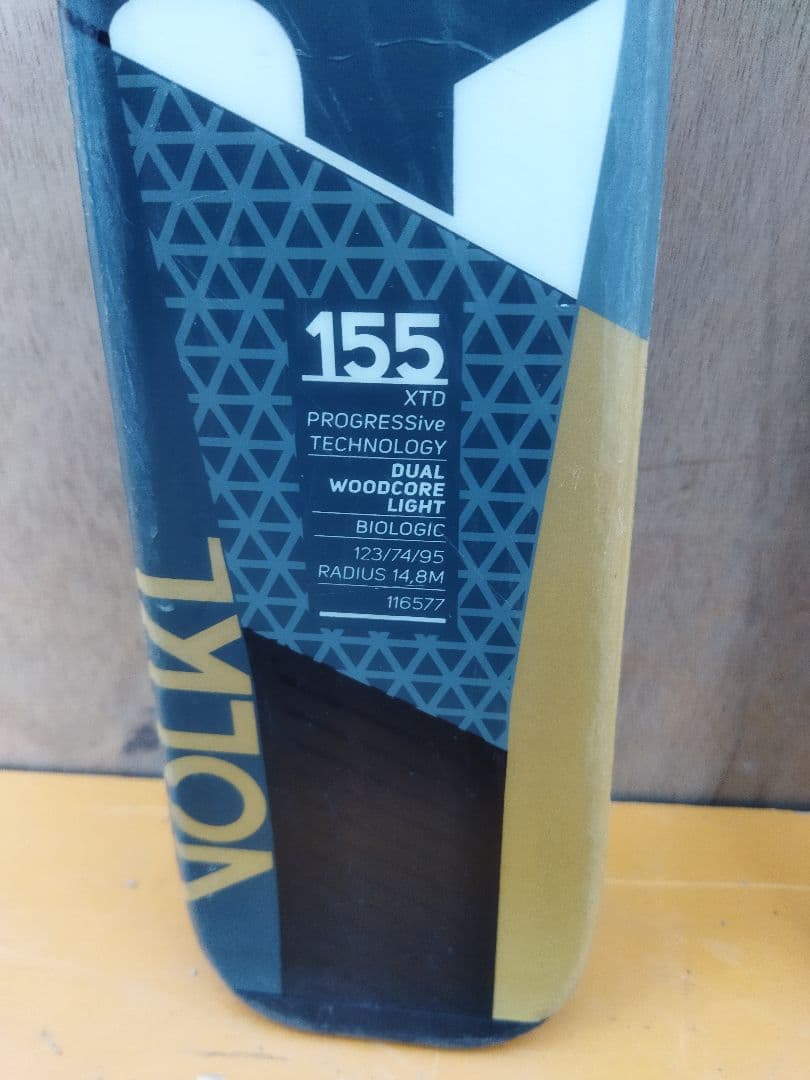 155
XTD
PROGRESSive
TECHNOLOGY
DUAL
WOODCORE
LIGHT
BIOLOGIC
123/74/95
RADIUS 14,8M
116577
VOLKL